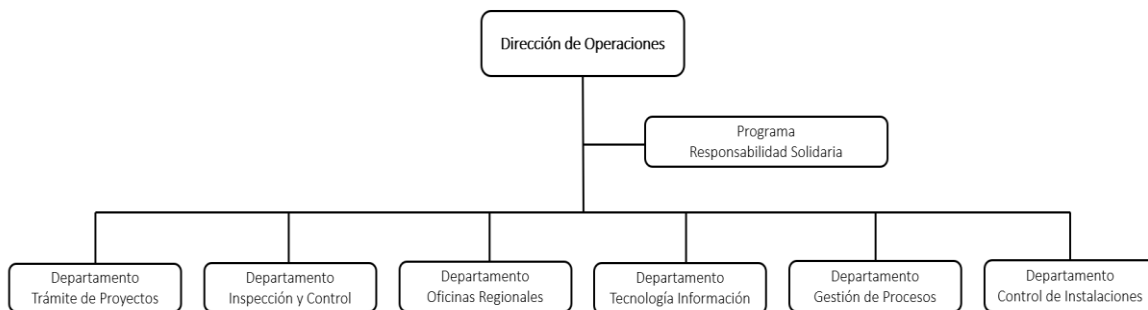 Dirección de Operaciones
Programa
Responsabilidad Solidaria
Departamento
Trámite de Proyectos
Departamento
Inspección y Control
Departamento
Oficinas Regionales
Departamento
Tecnología Información
Departamento
Gestión de Procesos
Departamento
Control de Instalaciones